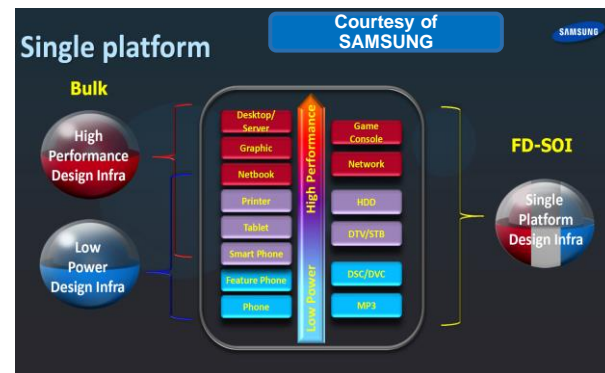 Courtesy of
SAMSUNG
SAMSUNG
Single platform
Bulk
High
Performance
Design Infra
Low
Power
Design Infra
Desktop/
Server
Graphic
Netbook
Printer
Tablet
Smart Phone
Feature Phone
Phone
High Performance
Low Power
Game
Console
Network
HDD
DTV/STB
DSC/DVC
MP3
FD-SOI
Single
Platform
Design Infra